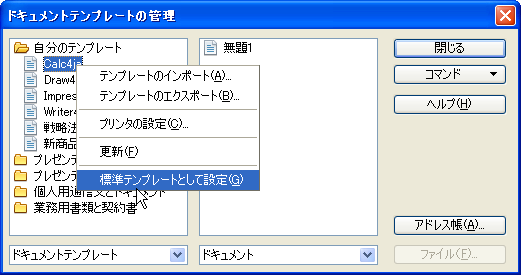 ドキュメントテンプレートの管理
自分のテンプレート
Calc4ja
Draw4
Impres
Writer4
戦略法
新商品
プレゼンテ
プレゼンテ
個人用通信文とドキュメント
業務用書類と契約書
テンプレートのインポート(A)...
テンプレートのエクスポート(B)...
プリンタの設定(C)...
更新(F)
標準テンプレートとして設定(G)
無題1
閉じる
コマンド
ヘルプ(H)
アドレス帳(A)...
ファイル(F)...
ドキュメントテンプレート
ドキュメント